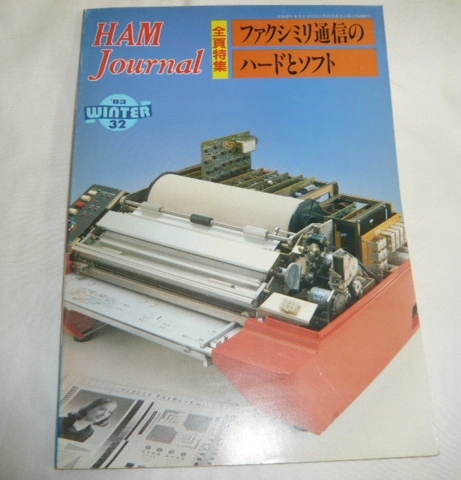 HAM
Journal
全頁特集
ファクシミリ通信の
ハードとソフト
'83
WINTER
32